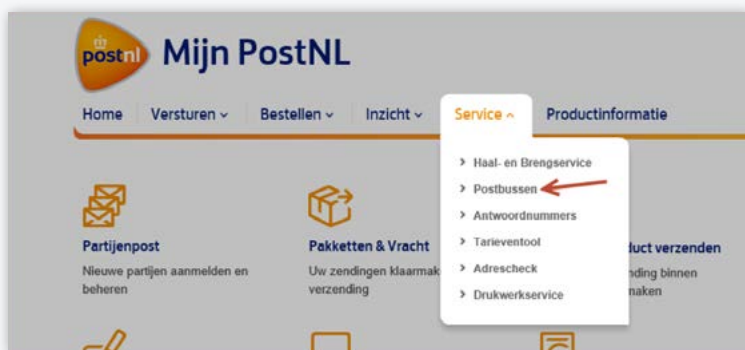 postnl
Mijn PostNL
Home Versturen Bestellen Inzicht Service Productinformatie
Haal- en Brengservice
Postbussen
Antwoordnummers
Tarieventool
Adrescheck
Drukwerkservice
Partijenpost
Nieuwe partijen aanmelden en
beheren
Pakketten & Vracht
Uw zendingen klaarmak
verzending
duct verzenden
nding binnen
naken